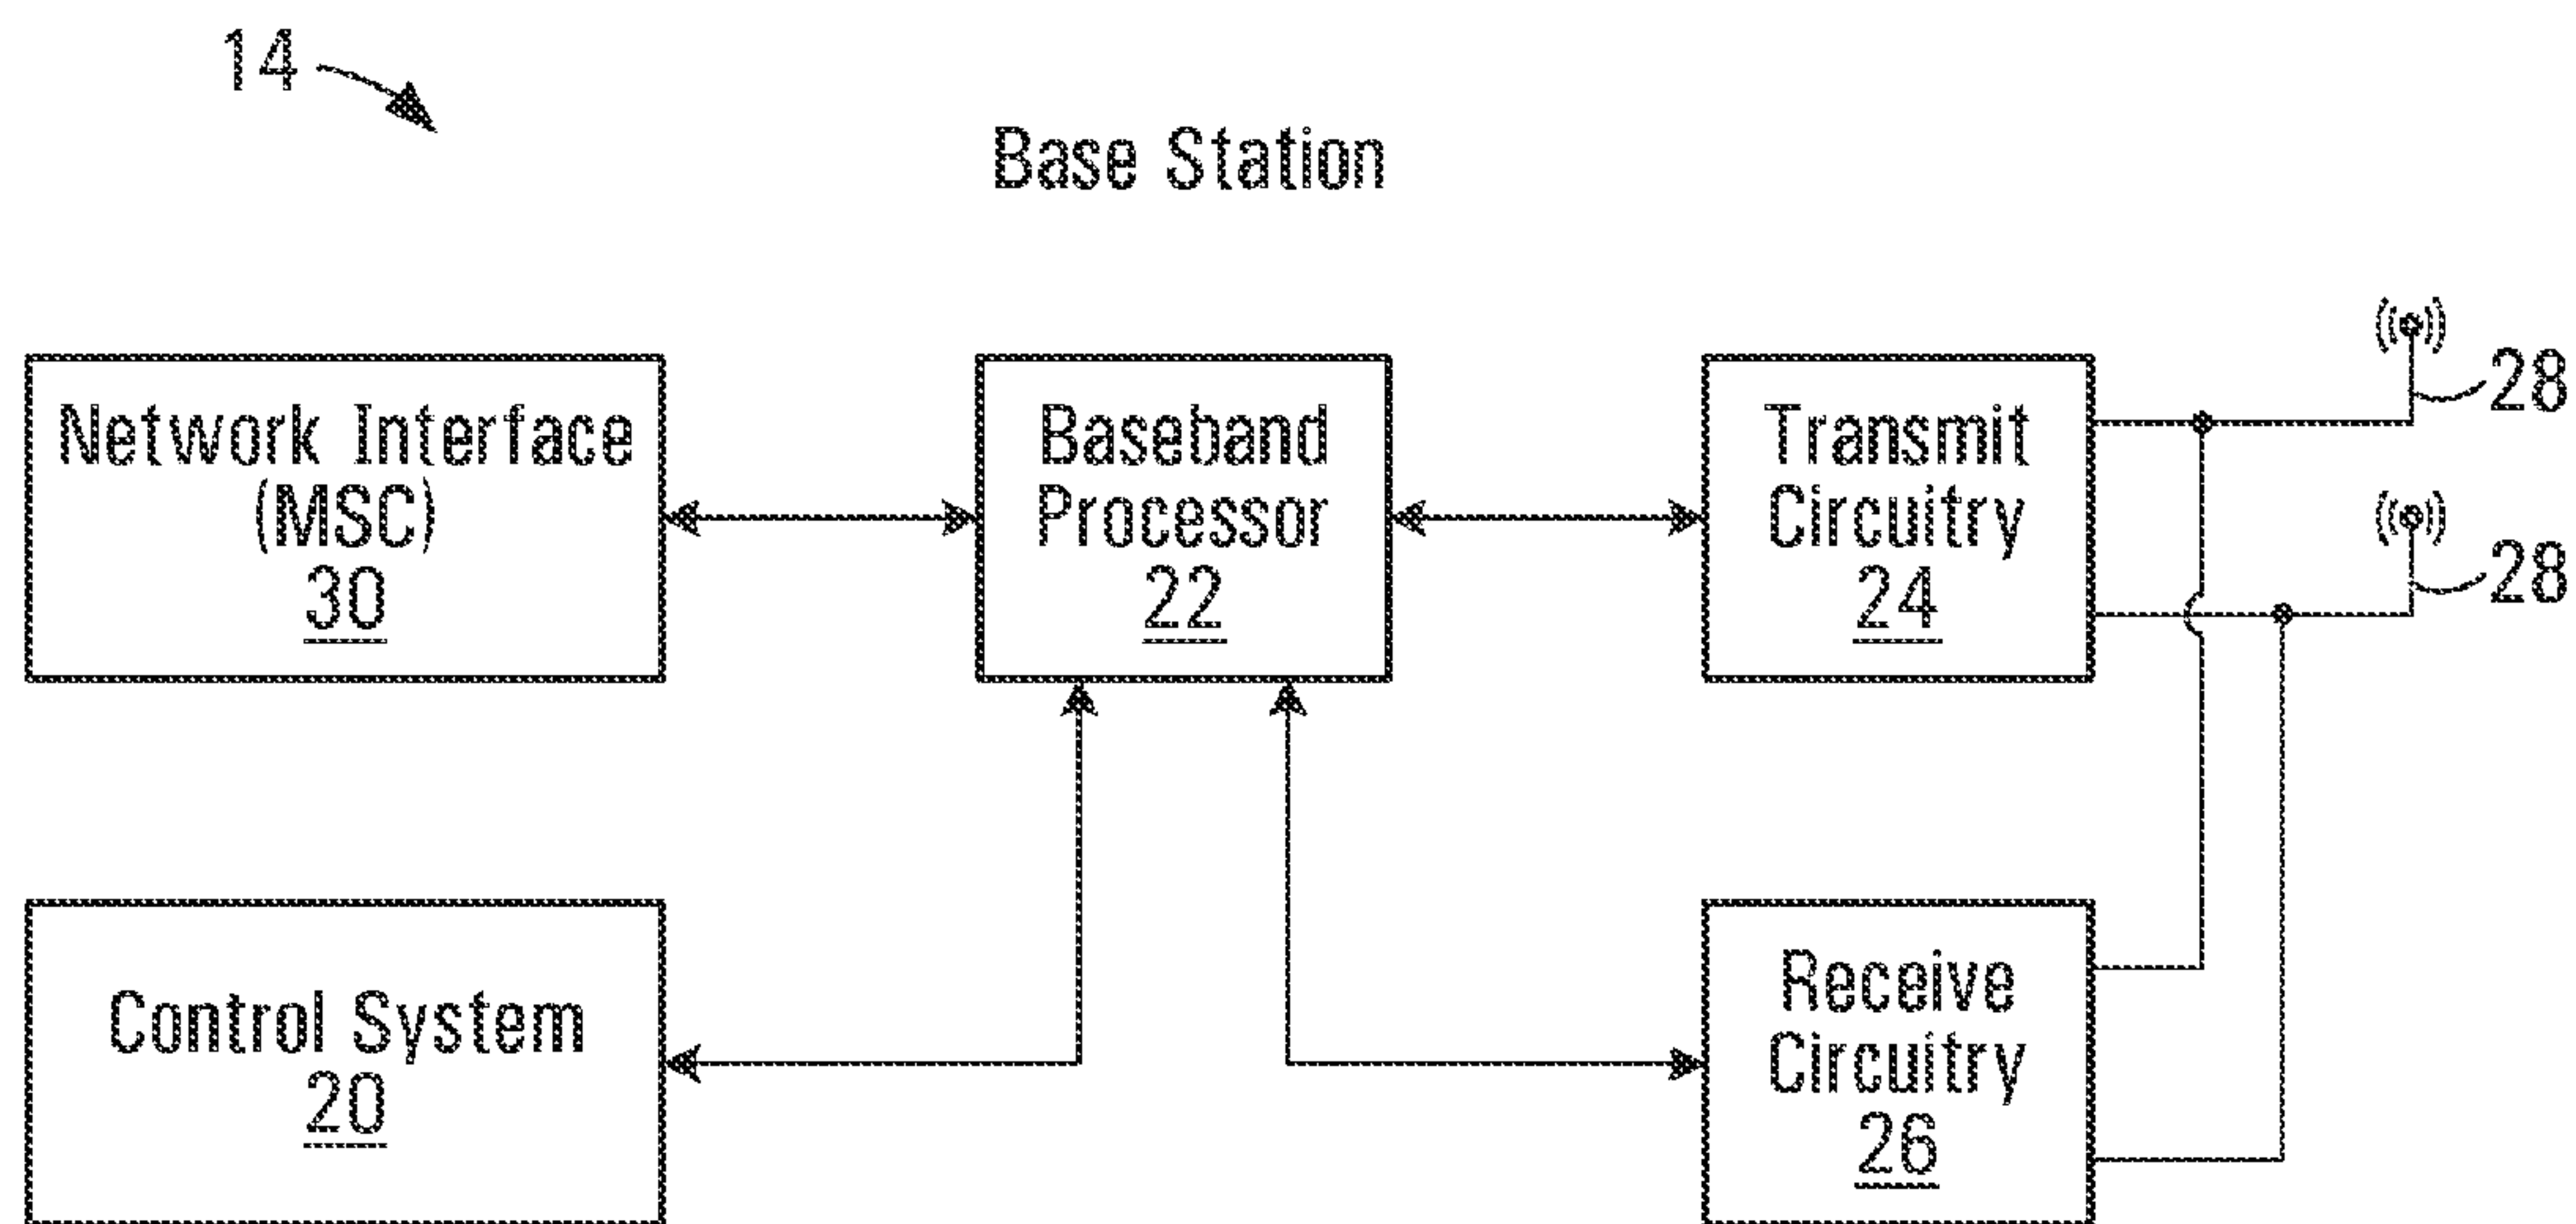 14
Base Station
Network Interface
(MSC)
30
Baseband
Processor
22
Transmit
Circuitry
24
28
28
Control System
20
Receive
Circuitry
26